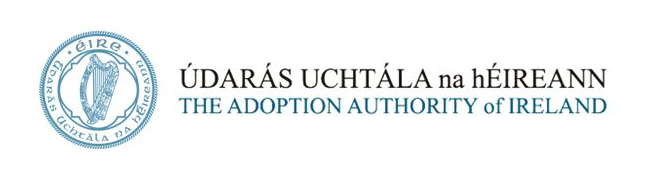 ÉIRE
Údarás Uchtála na hÉireann
ÚDARÁS UCHTÁLA na hÉIREANN
THE ADOPTION AUTHORITY of IRELAND